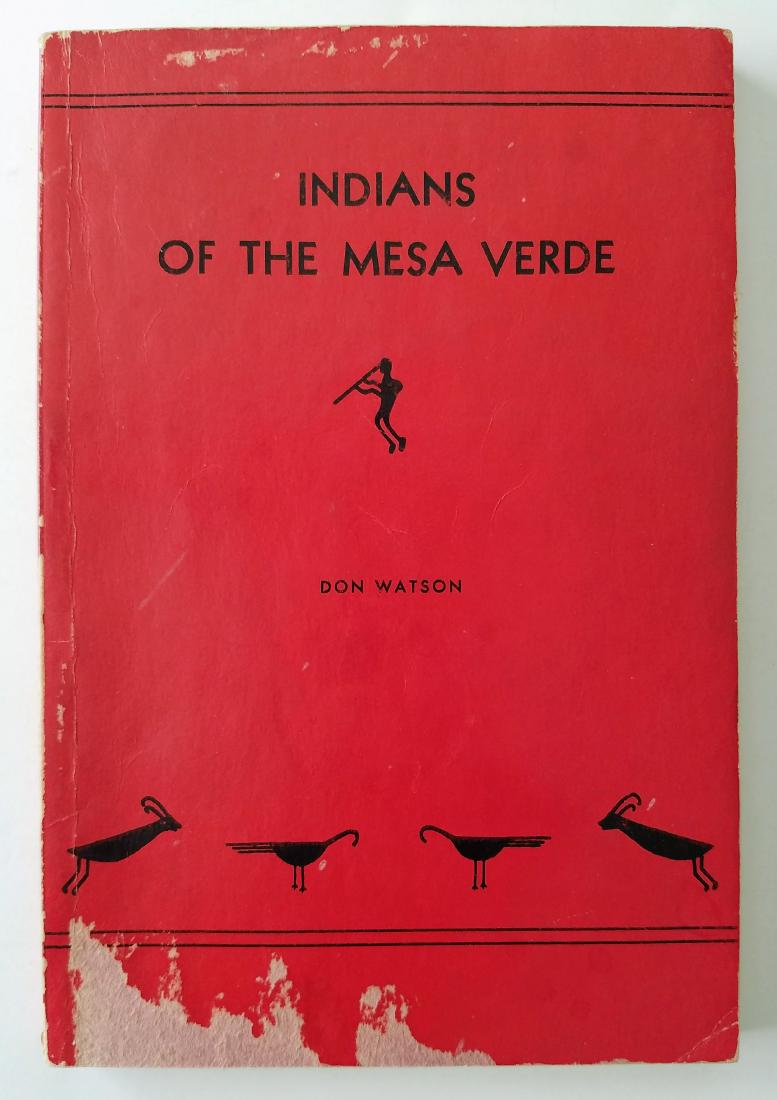 INDIANS
OF THE MESA VERDE
DON WATSON